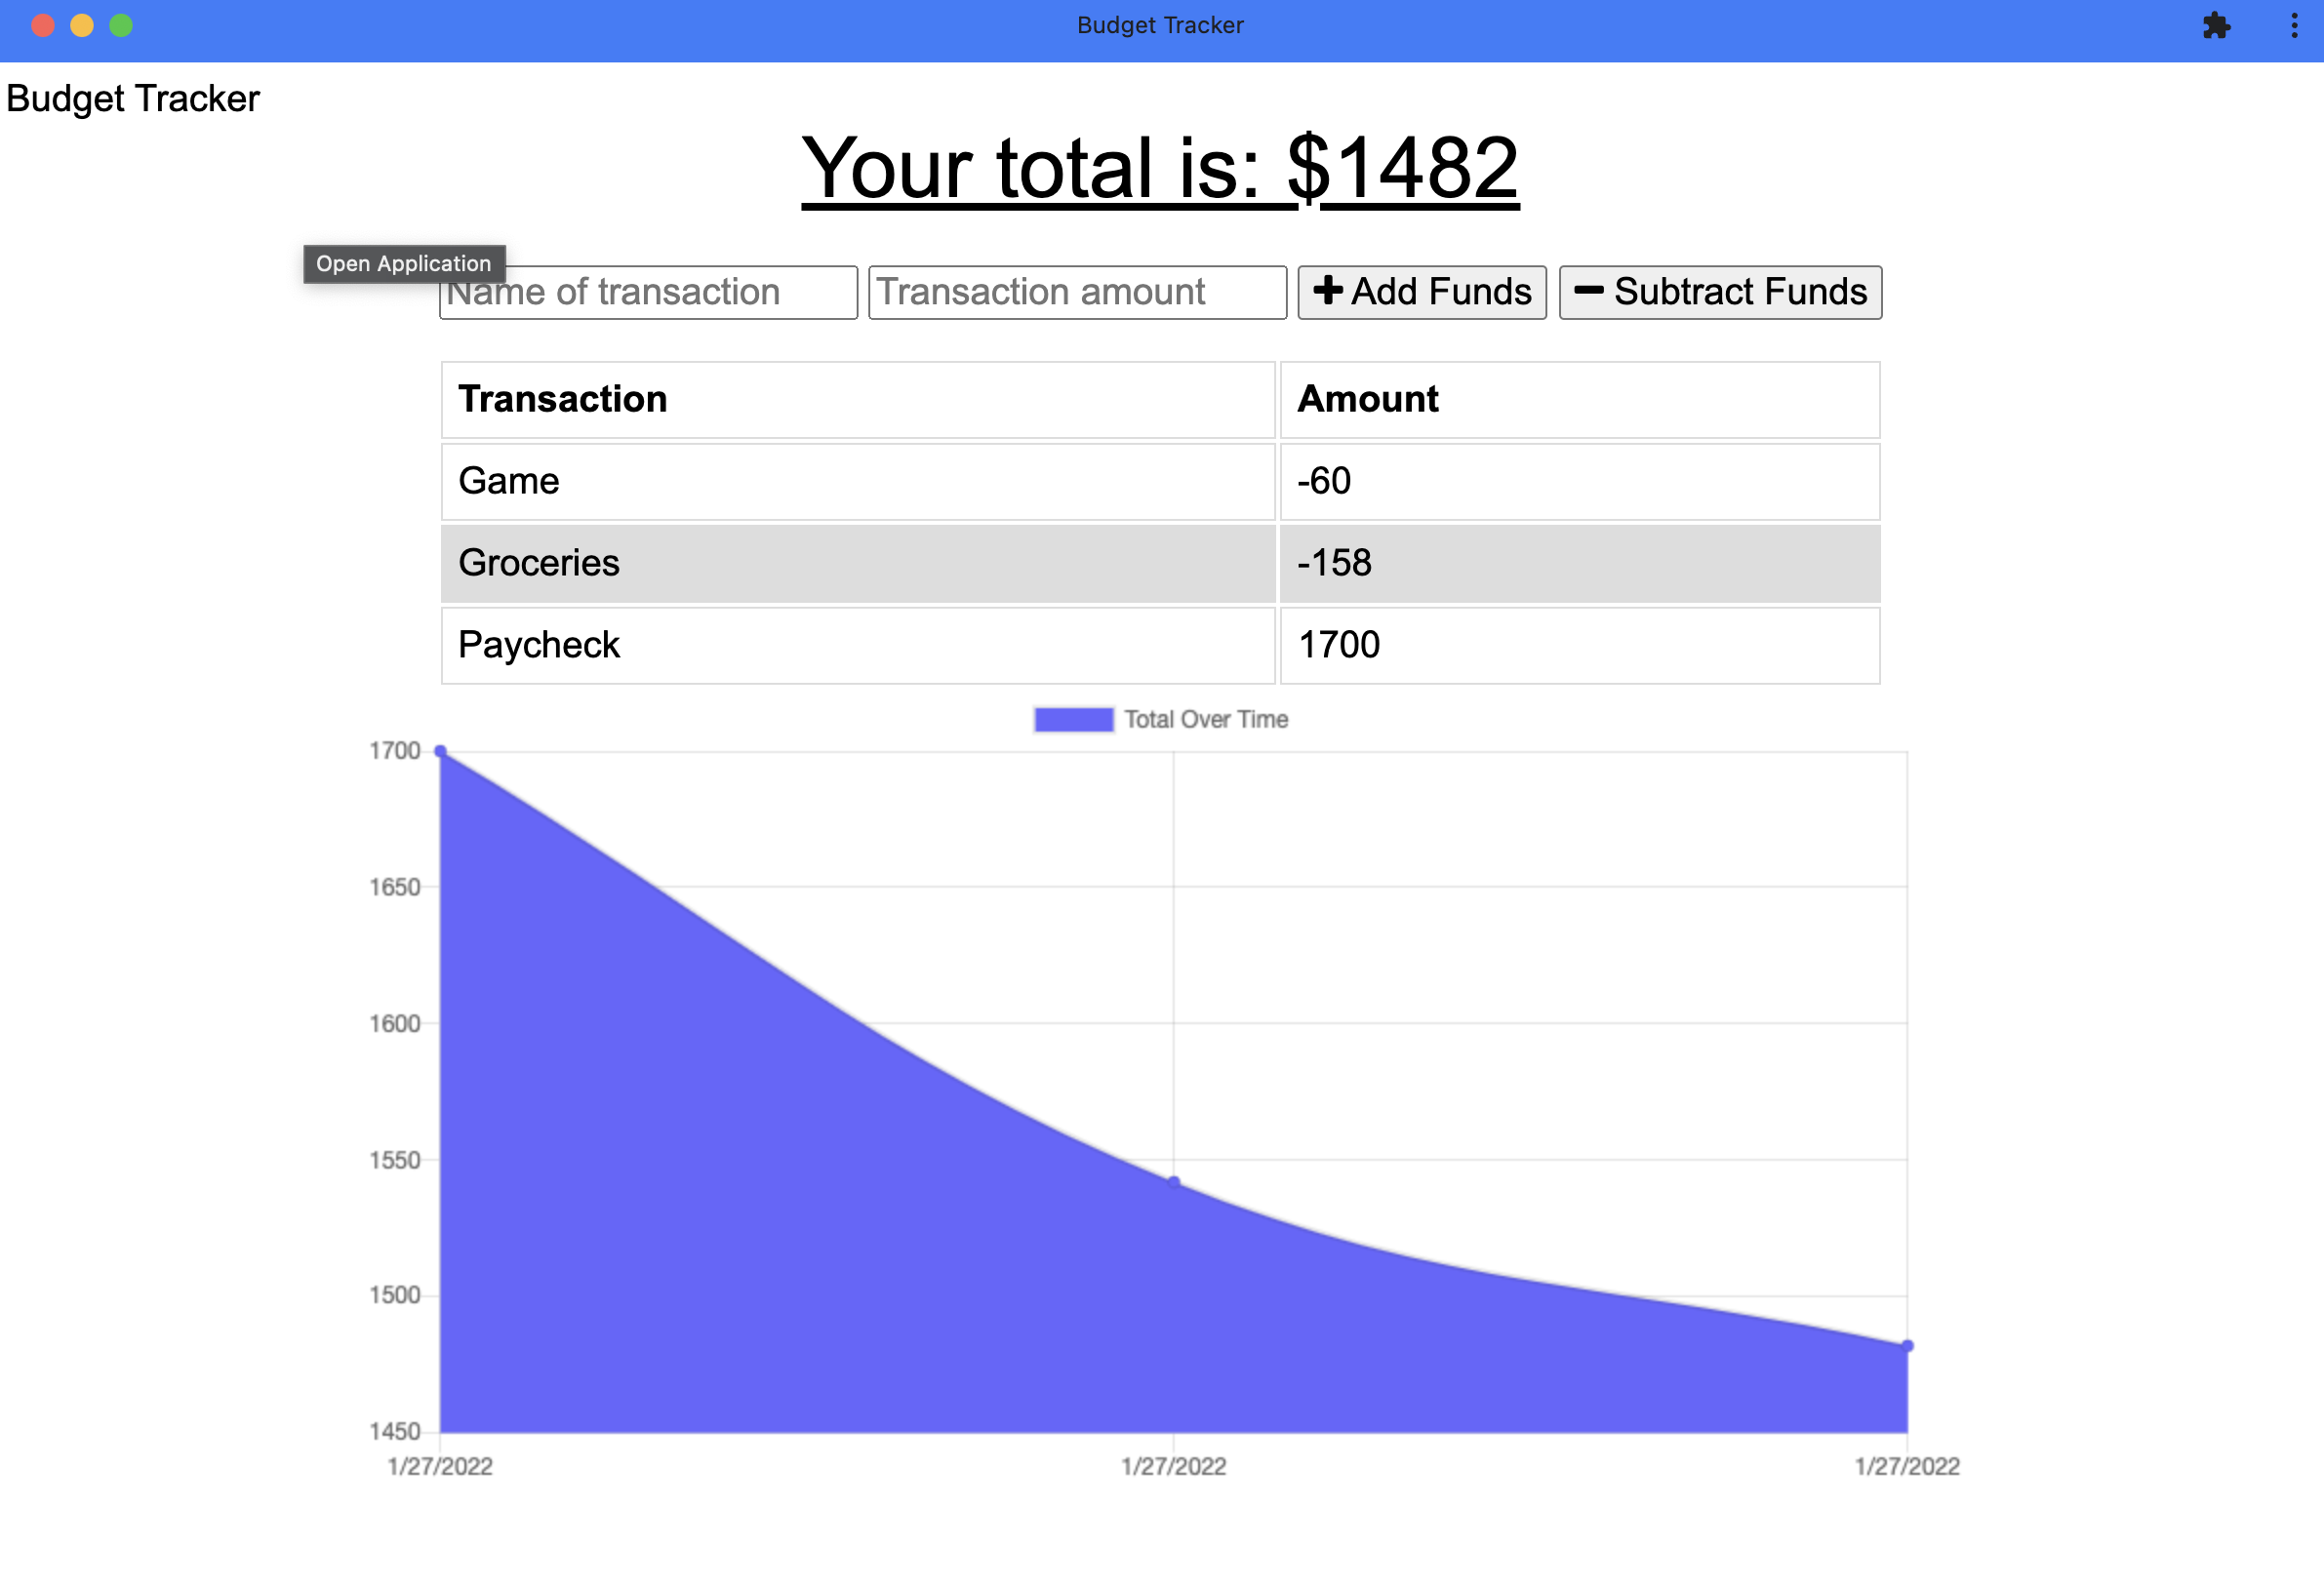 Budget Tracker
Budget Tracker
Your total is: $1482
Open Application
Name of transaction Transaction amount Add Funds Subtract Funds
Transaction Amount
Game -60
Groceries -158
Paycheck 1700
Total Over Time
1700
1650
1600
1550
1500
1450
1/27/2022 1/27/2022 1/27/2022